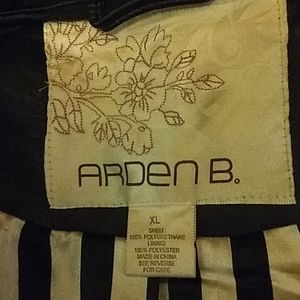 ARDEN B.
XL
SHELL
100% POLYURETHANE
LINING
100% POLYESTER
MADE IN CHINA
SEE REVERSE
FOR CARE